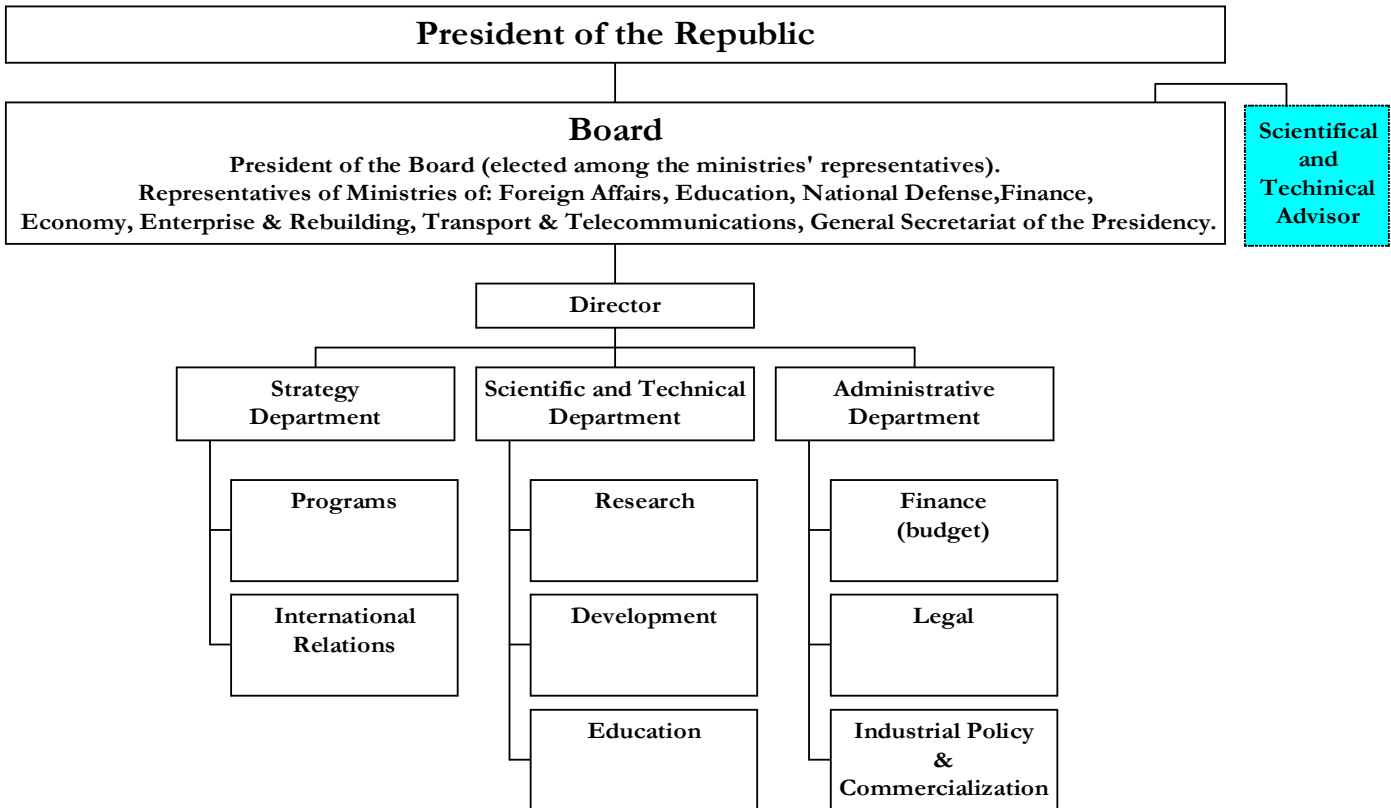 President of the Republic
Board
President of the Board (elected among the ministries' representatives).
Representatives of Ministries of: Foreign Affairs, Education, National Defense,Finance,
Economy, Enterprise & Rebuilding, Transport & Telecommunications, General Secretariat of the Presidency.
Scientifical
and
Techinical
Advisor
Director
Strategy
Department
Scientific and Technical
Department
Administrative
Department
Programs
Research
Finance
(budget)
International
Relations
Development
Legal
Education
Industrial Policy
&
Commercialization